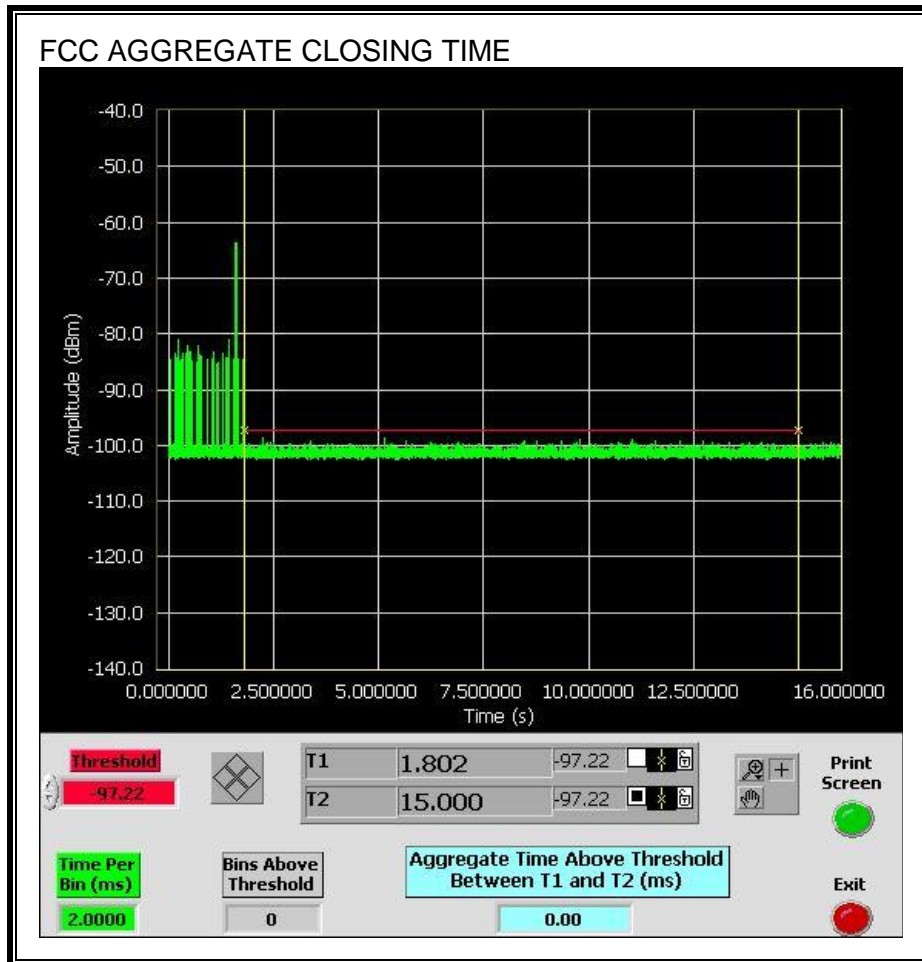 FCC AGGREGATE CLOSING TIME
-40.0
-50.0
-60.0
-70.0
-80.0
-90.0
-100.0
-110.0
-120.0
-130.0
-140.0
Amplitude (dBm)
0.000000 2.500000 5.000000 7.500000 10.000000 12.500000 16.000000
Time (s)
Threshold
-97.22
T1 1.802 -97.22
T2 15.000 -97.22
Print
Screen
Time Per
Bin (ms)
2.0000
Bins Above
Threshold
0
Aggregate Time Above Threshold
Between T1 and T2 (ms)
0.00
Exit